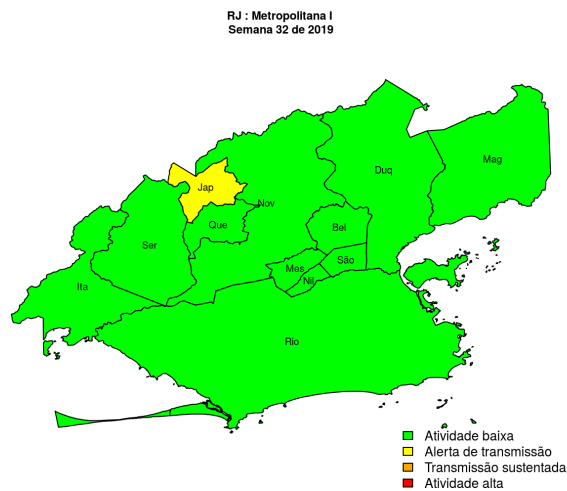 RJ : Metropolitana I
Semana 32 de 2019
Mag
Duq
Jap
Nov
Que
Bel
Ser
São
Mes
Nil
Ita
Rio
Atividade baixa
Alerta de transmissão
Transmissão sustentada
Atividade alta